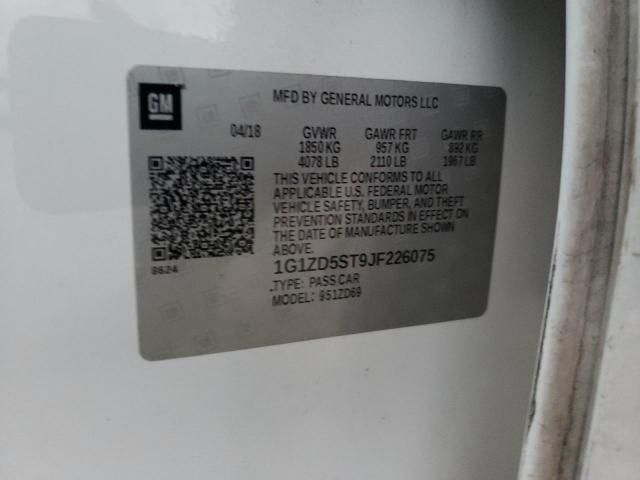 GM
MFD BY GENERAL MOTORS LLC
04/18 GVWR GAWR FRT GAWR RR
1850 KG 957 KG 892 KG
4078 LB 2110 LB 1967 LB
THIS VEHICLE CONFORMS TO ALL
APPLICABLE U.S. FEDERAL MOTOR
VEHICLE SAFETY, BUMPER, AND THEFT
PREVENTION STANDARDS IN EFFECT ON
THE DATE OF MANUFACTURE SHOWN
ABOVE.
8624
1G1ZD5ST9JF226075
TYPE: PASS CAR
MODEL: 951ZD69